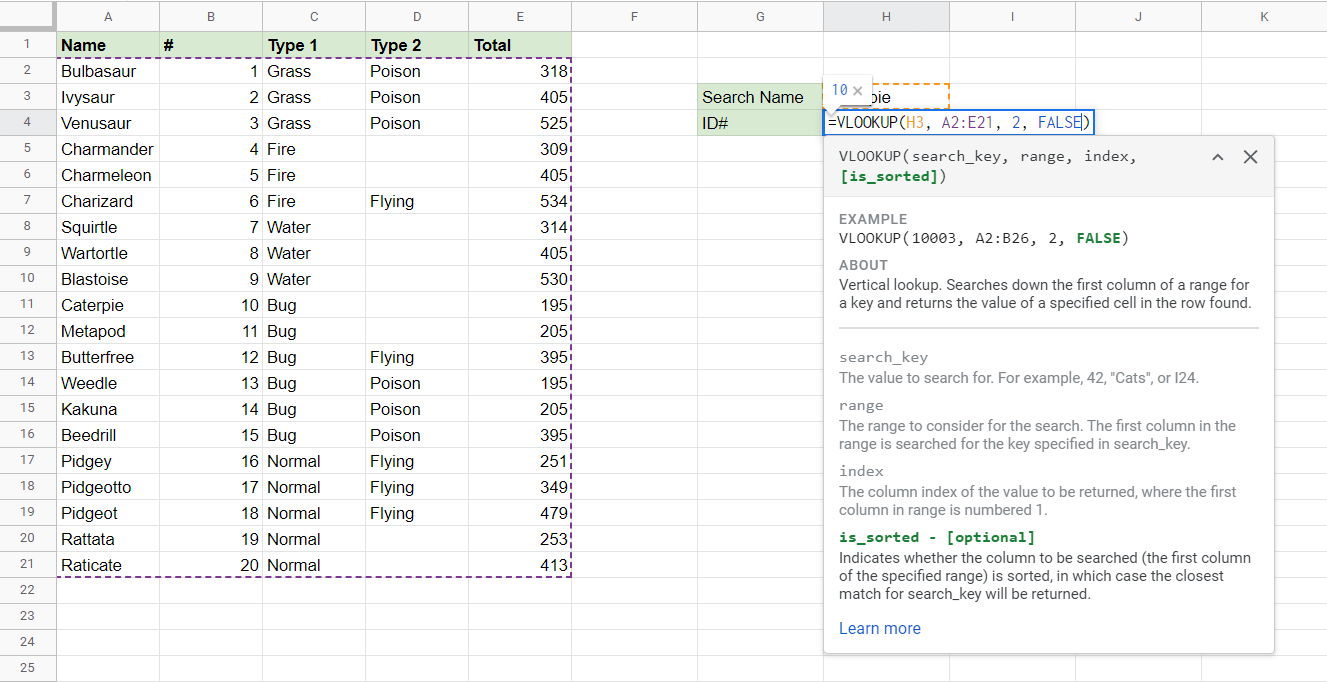 A B C D E F G H I J K
1 Name # Type 1 Type 2 Total
2 Bulbasaur 1 Grass Poison 318
3 Ivysaur 2 Grass Poison 405 Search Name 10 × pie
4 Venusaur 3 Grass Poison 525 ID# =VLOOKUP(H3, A2:E21, 2, FALSE)
5 Charmander 4 Fire 309
6 Charmeleon 5 Fire 405
7 Charizard 6 Fire Flying 534
8 Squirtle 7 Water 314
9 Wartortle 8 Water 405
10 Blastoise 9 Water 530
11 Caterpie 10 Bug 195
12 Metapod 11 Bug 205
13 Butterfree 12 Bug Flying 395
14 Weedle 13 Bug Poison 195
15 Kakuna 14 Bug Poison 205
16 Beedrill 15 Bug Poison 395
17 Pidgey 16 Normal Flying 251
18 Pidgeotto 17 Normal Flying 349
19 Pidgeot 18 Normal Flying 479
20 Rattata 19 Normal 253
21 Raticate 20 Normal 413
22
23
24
25
VLOOKUP(search_key, range, index,
[is_sorted])
EXAMPLE
VLOOKUP(10003, A2:B26, 2, FALSE)
ABOUT
Vertical lookup. Searches down the first column of a range for
a key and returns the value of a specified cell in the row found.
search_key
The value to search for. For example, 42, "Cats", or I24.
range
The range to consider for the search. The first column in the
range is searched for the key specified in search_key.
index
The column index of the value to be returned, where the first
column in range is numbered 1.
is_sorted - [optional]
Indicates whether the column to be searched (the first column
of the specified range) is sorted, in which case the closest
match for search_key will be returned.
Learn more